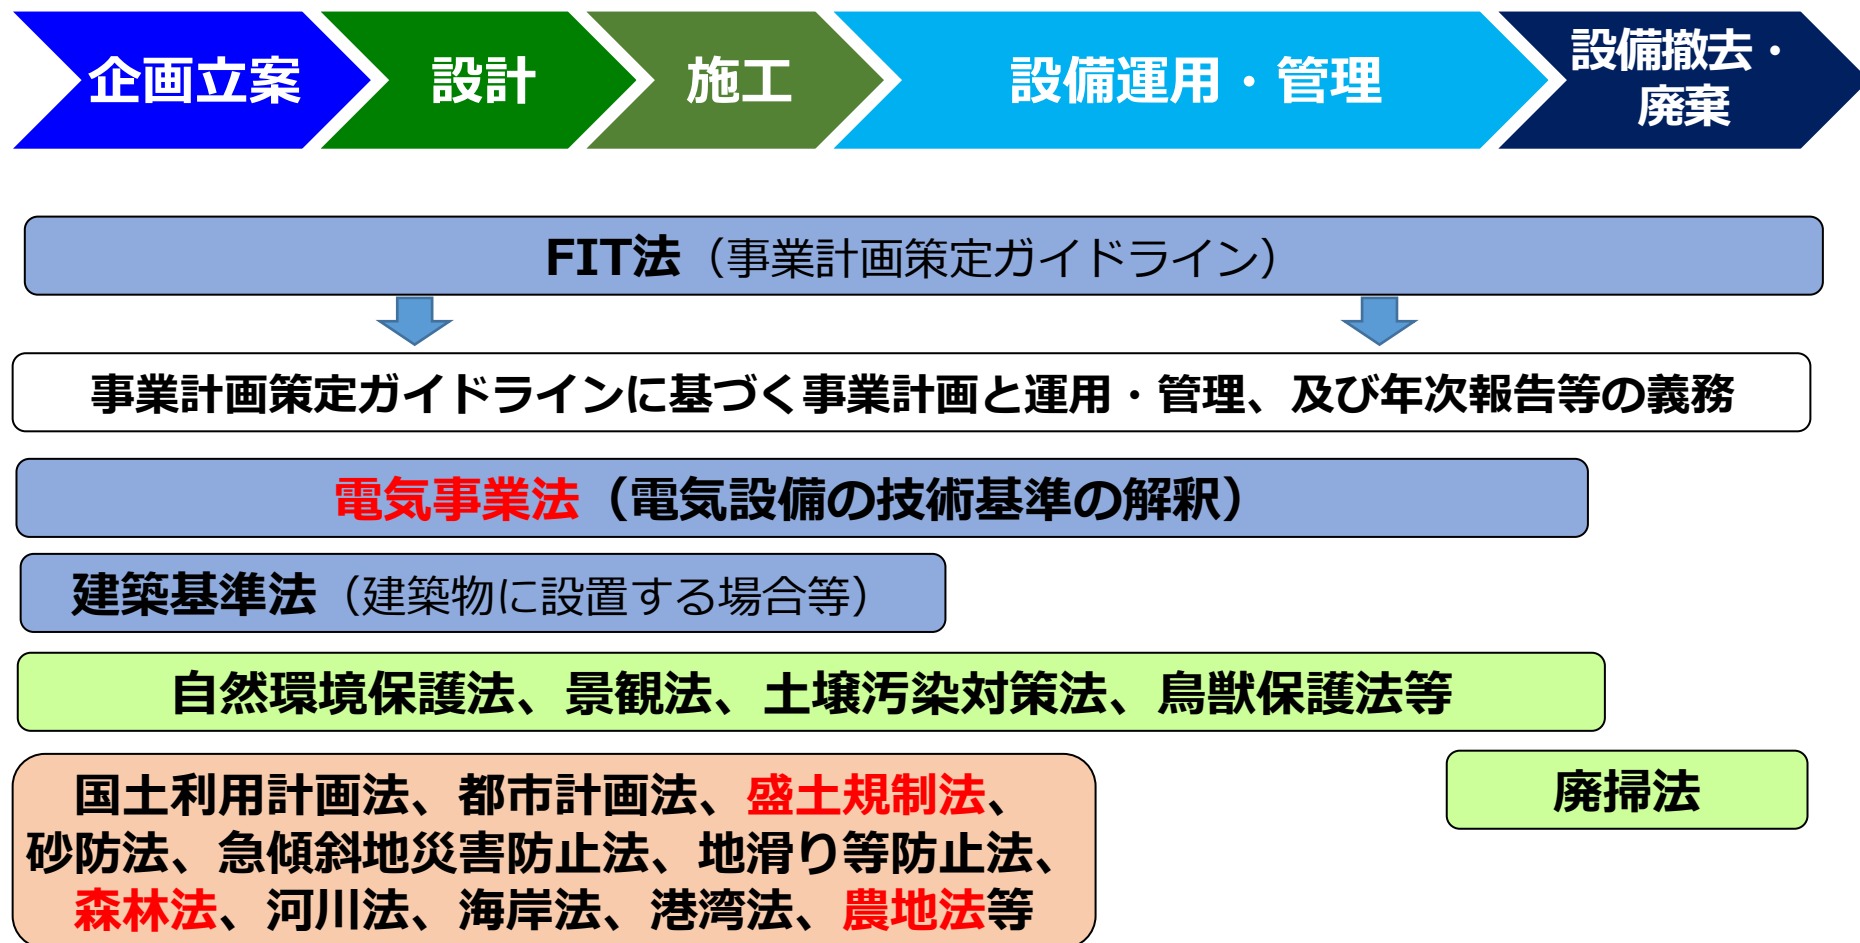 企画立案
設計
施工
設備運用・管理
設備撤去・
廃棄
FIT法（事業計画策定ガイドライン）
事業計画策定ガイドラインに基づく事業計画と運用・管理、及び年次報告等の義務
電気事業法（電気設備の技術基準の解釈）
建築基準法（建築物に設置する場合等）
自然環境保護法、景観法、土壌汚染対策法、鳥獣保護法等
国土利用計画法、都市計画法、盛土規制法、
砂防法、急傾斜地災害防止法、地滑り等防止法、
森林法、河川法、海岸法、港湾法、農地法等
廃掃法